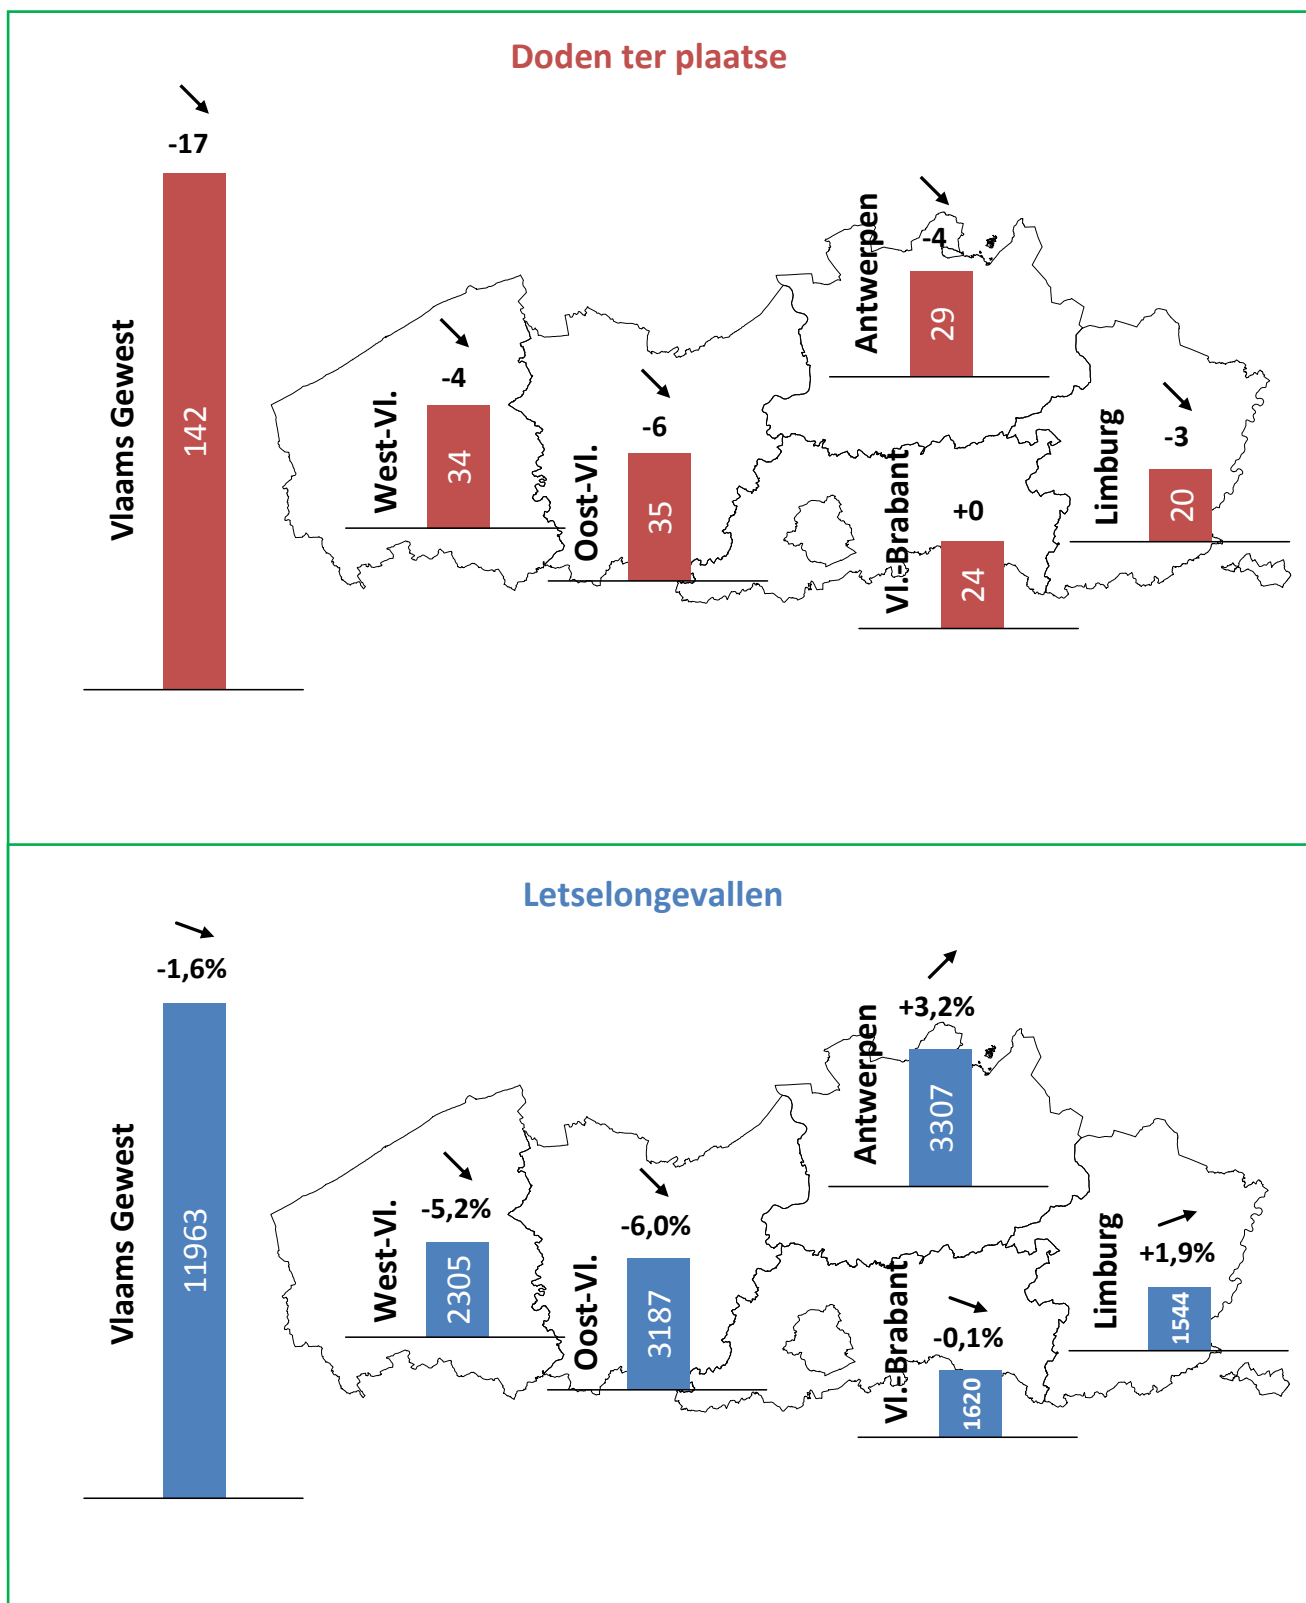 Doden ter plaatse
-17
Vlaams Gewest
142
-4
West-Vl.
34
-6
Oost-Vl.
35
-4
Antwerpen
29
+0
Vl.-Brabant
24
-3
Limburg
20
Letselongevallen
-1,6%
Vlaams Gewest
11963
-5,2%
West-Vl.
2305
-6,0%
Oost-Vl.
3187
+3,2%
Antwerpen
3307
-0,1%
Vl.-Brabant
1620
+1,9%
Limburg
1544